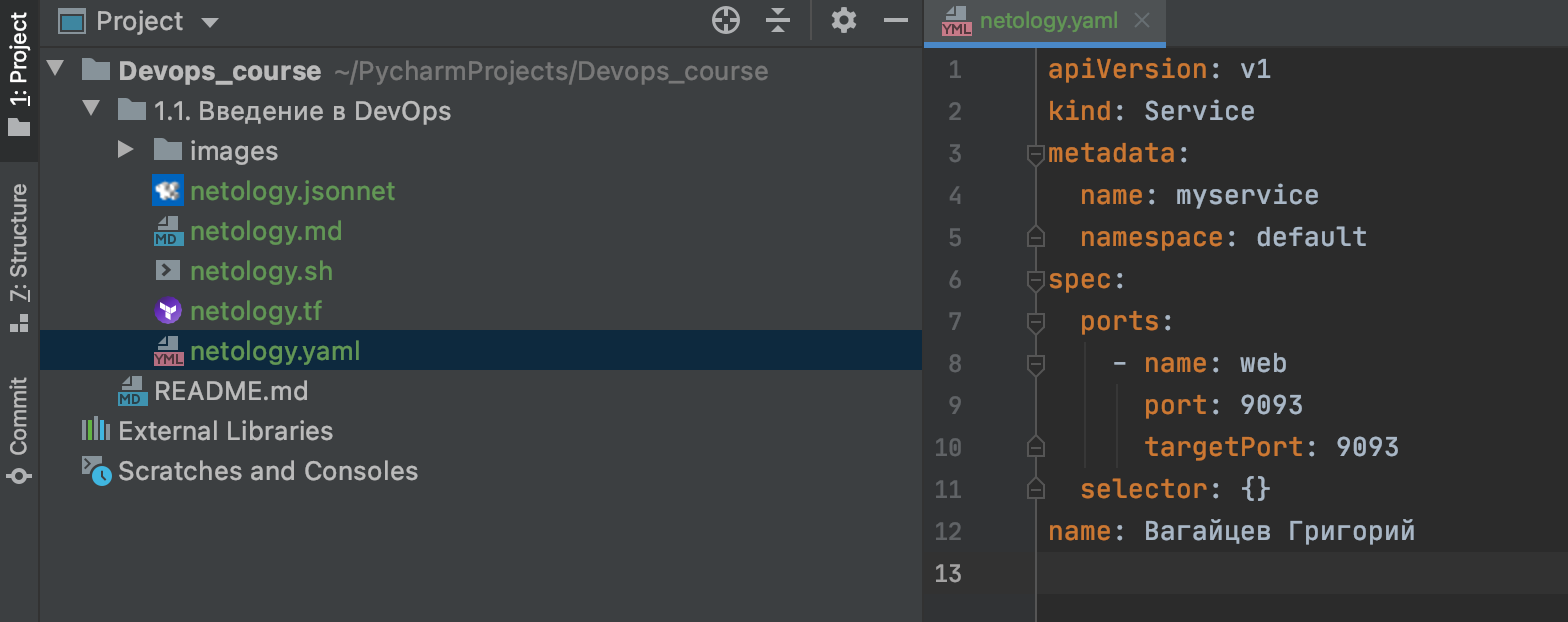 1: Project
7: Structure
Commit
Project
Devops_course ~/PycharmProjects/Devops_course
1.1. Введение в DevOps
images
netology.jsonnet
MD netology.md
netology.sh
netology.tf
YML netology.yaml
MD README.md
External Libraries
Scratches and Consoles
YML netology.yaml
1 apiVersion: v1
2 kind: Service
3 metadata:
4   name: myservice
5   namespace: default
6 spec:
7   ports:
8     - name: web
9       port: 9093
10       targetPort: 9093
11   selector: {}
12 name: Вагайцев Григорий
13